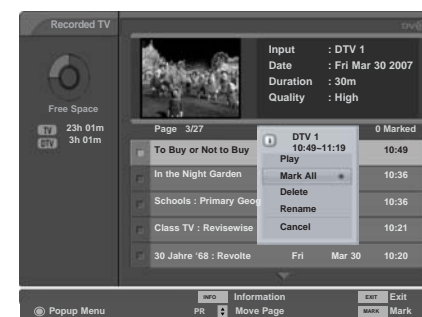 Recorded TV
Input : DTV 1
Date : Fri Mar 30 2007
Duration : 30m
Quality : High
Free Space
TV 23h 01m
DTV 3h 01m
Page 3/27
0 Marked
DTV 1
10:49~11:19
Play
Mark All
Delete
Rename
Cancel
To Buy or Not to Buy 10:49
In the Night Garden 10:36
Schools : Primary Geog 10:36
Class TV : Revisewise 10:21
30 Jahre '68 : Revolte Fri Mar 30 10:20
INFO Information EXIT Exit
Popup Menu PR Move Page MARK Mark